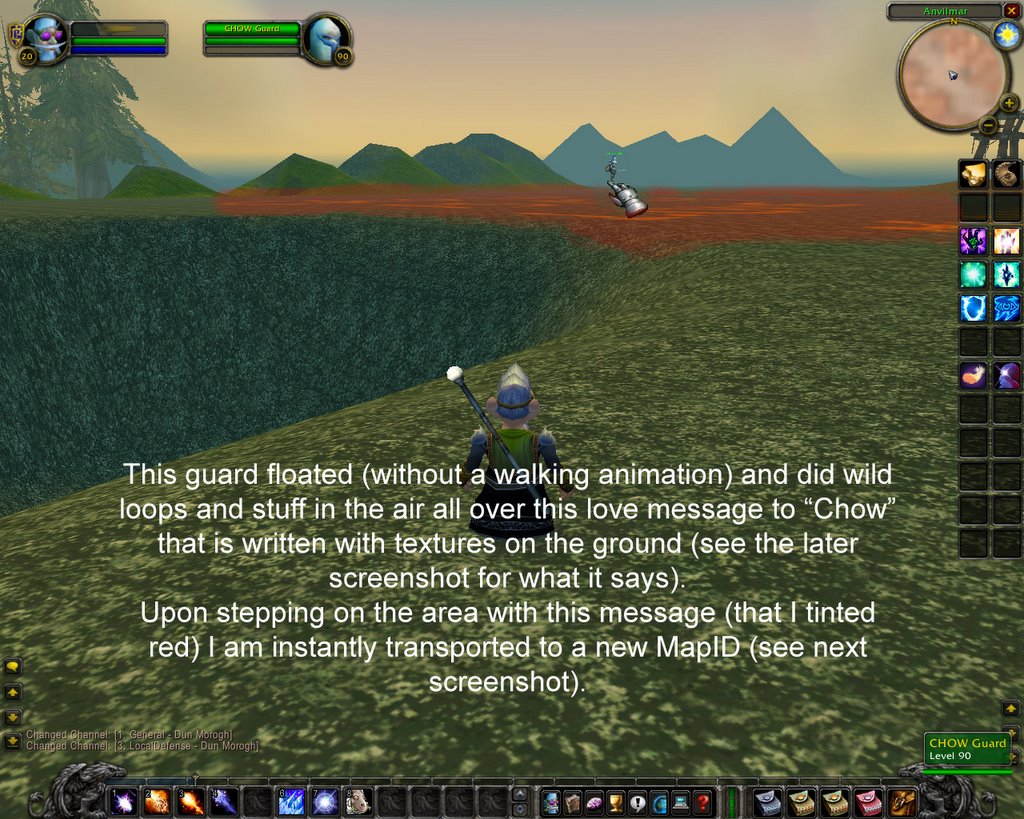 Anvilmar
N
CHOW Guard
20
90
This guard floated (without a walking animation) and did wild
loops and stuff in the air all over this love message to “Chow”
that is written with textures on the ground (see the later
screenshot for what it says).
Upon stepping on the area with this message (that I tinted
red) I am instantly transported to a new MapID (see next
screenshot).
Changed Channel: [1. General - Dun Morogh]
Changed Channel: [3. LocalDefense - Dun Morogh]
CHOW Guard
Level 90
2 6 7 8